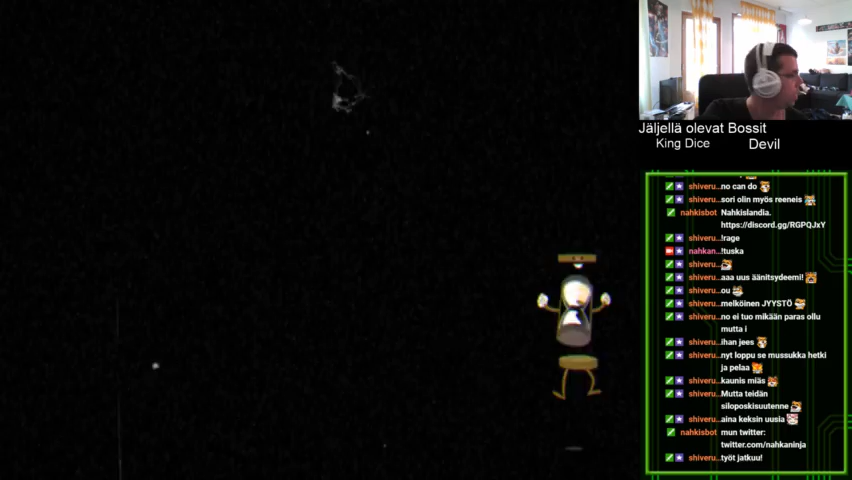 Jäljellä olevat Bossit
King Dice Devil
shiveru...no can do
shiveru...sori olin myös reeneis
nahkisbot Nahkislandia.
https://discord.gg/RGPQJxY
shiveru...!rage
nahkan...!tuska
shiveru...
shiveru...aaa uus äänitsydeemi!
shiveru...ou
shiveru...melköinen JYYSTÖ
shiveru...no ei tuo mikään paras ollu
mutta i
shiveru...ihan jees
shiveru...nyt loppu se mussukka hetki
ja pelaa
shiveru...kaunis miäs
shiveru...Mutta teidän
siloposkisuutenne
shiveru...aina keksin uusia
nahkisbot mun twitter:
twitter.com/nahkaninja
shiveru...työt jatkuu!